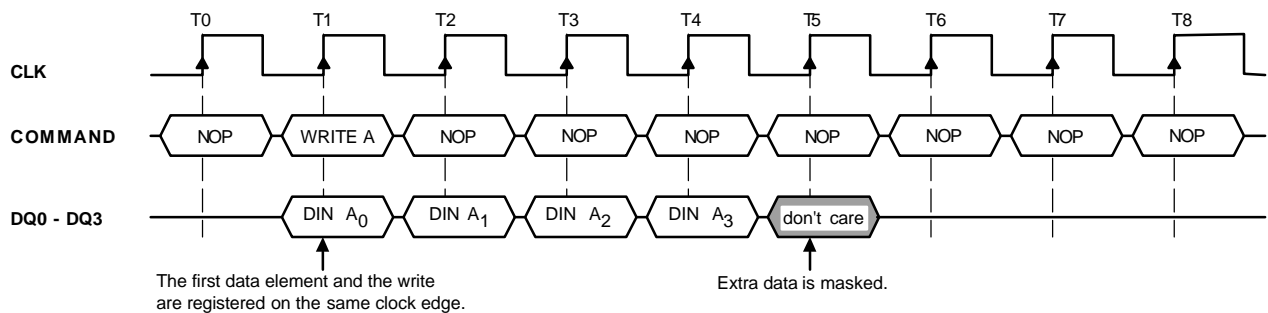 T0 T1 T2 T3 T4 T5 T6 T7 T8
CLK
COMMAND NOP WRITE A NOP NOP NOP NOP NOP NOP NOP
DQ0 - DQ3 DIN A0 DIN A1 DIN A2 DIN A3 don't care
The first data element and the write
are registered on the same clock edge.
Extra data is masked.